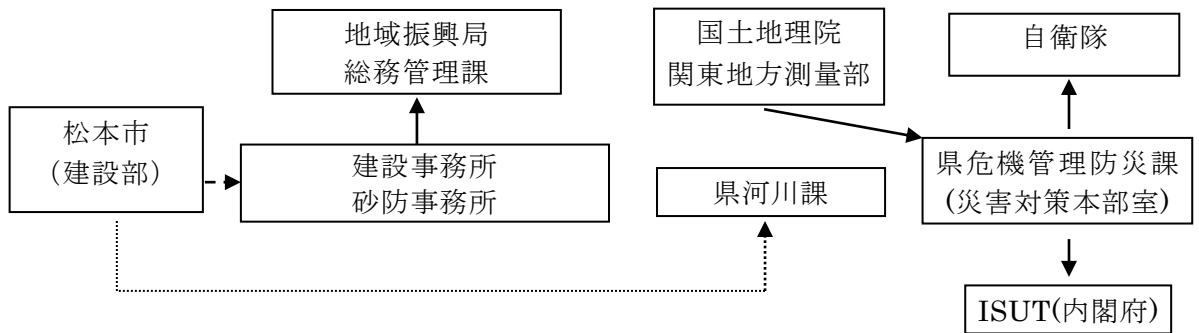 地域振興局
総務管理課
国土地理院
関東地方測量部
自衛隊
松本市
（建設部）
建設事務所
砂防事務所
県河川課
県危機管理防災課
(災害対策本部室)
ISUT(内閣府)